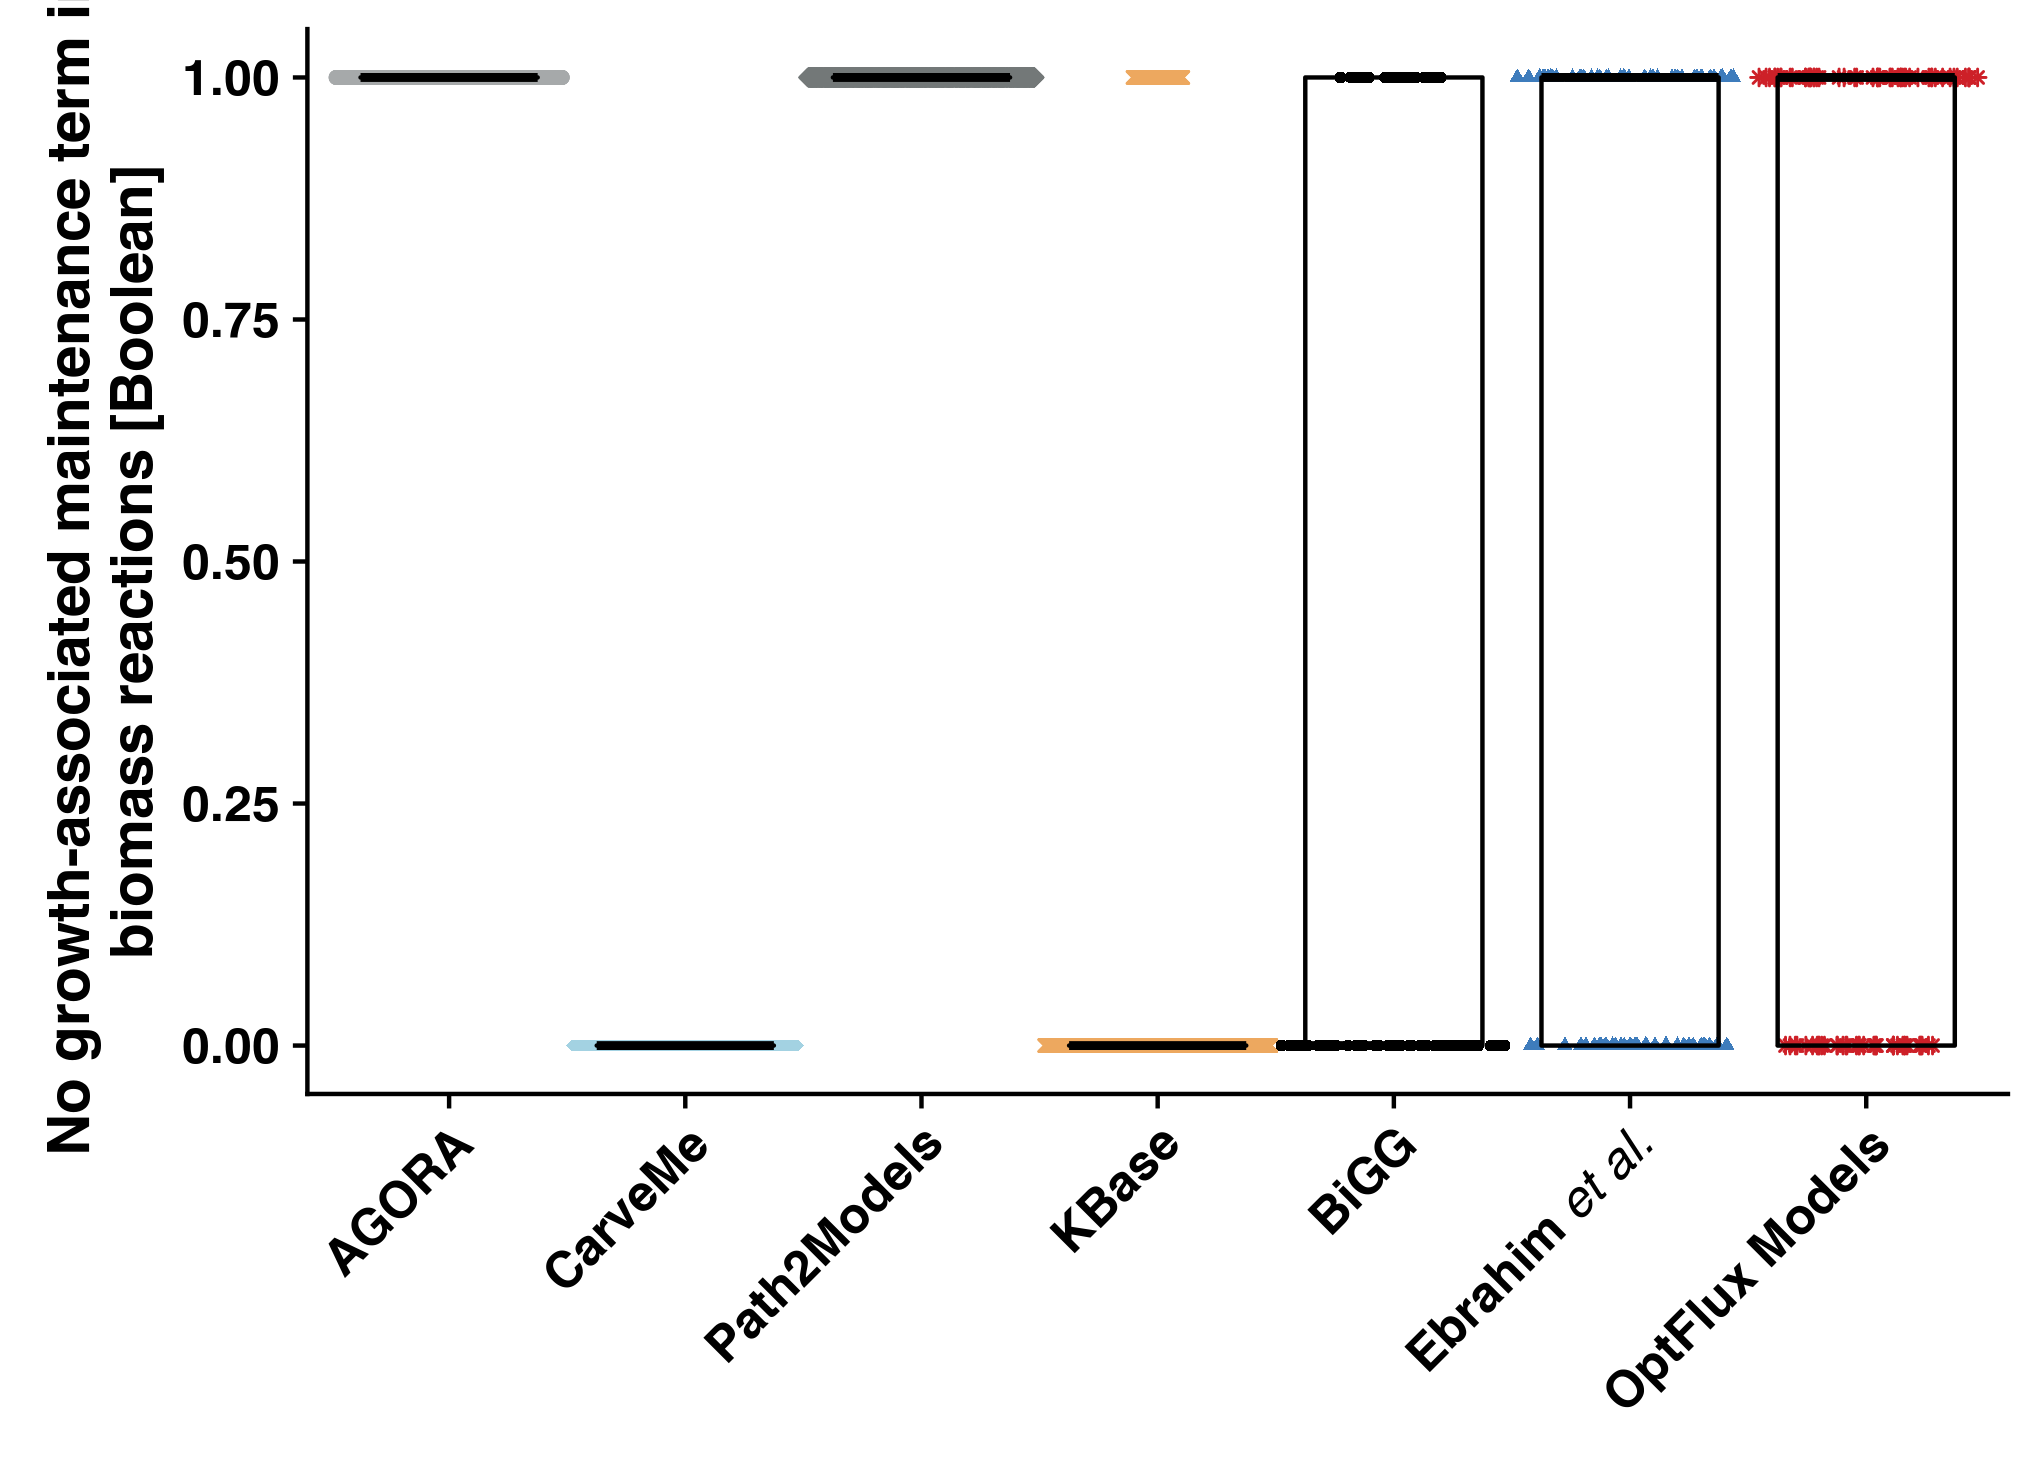 No growth-associated maintenance term i
biomass reactions [Boolean]
1.00
0.75
0.50
0.25
0.00
AGORA
CarveMe
Path2Models
KBase
BiGG
Ebrahim et al.
OptFlux Models